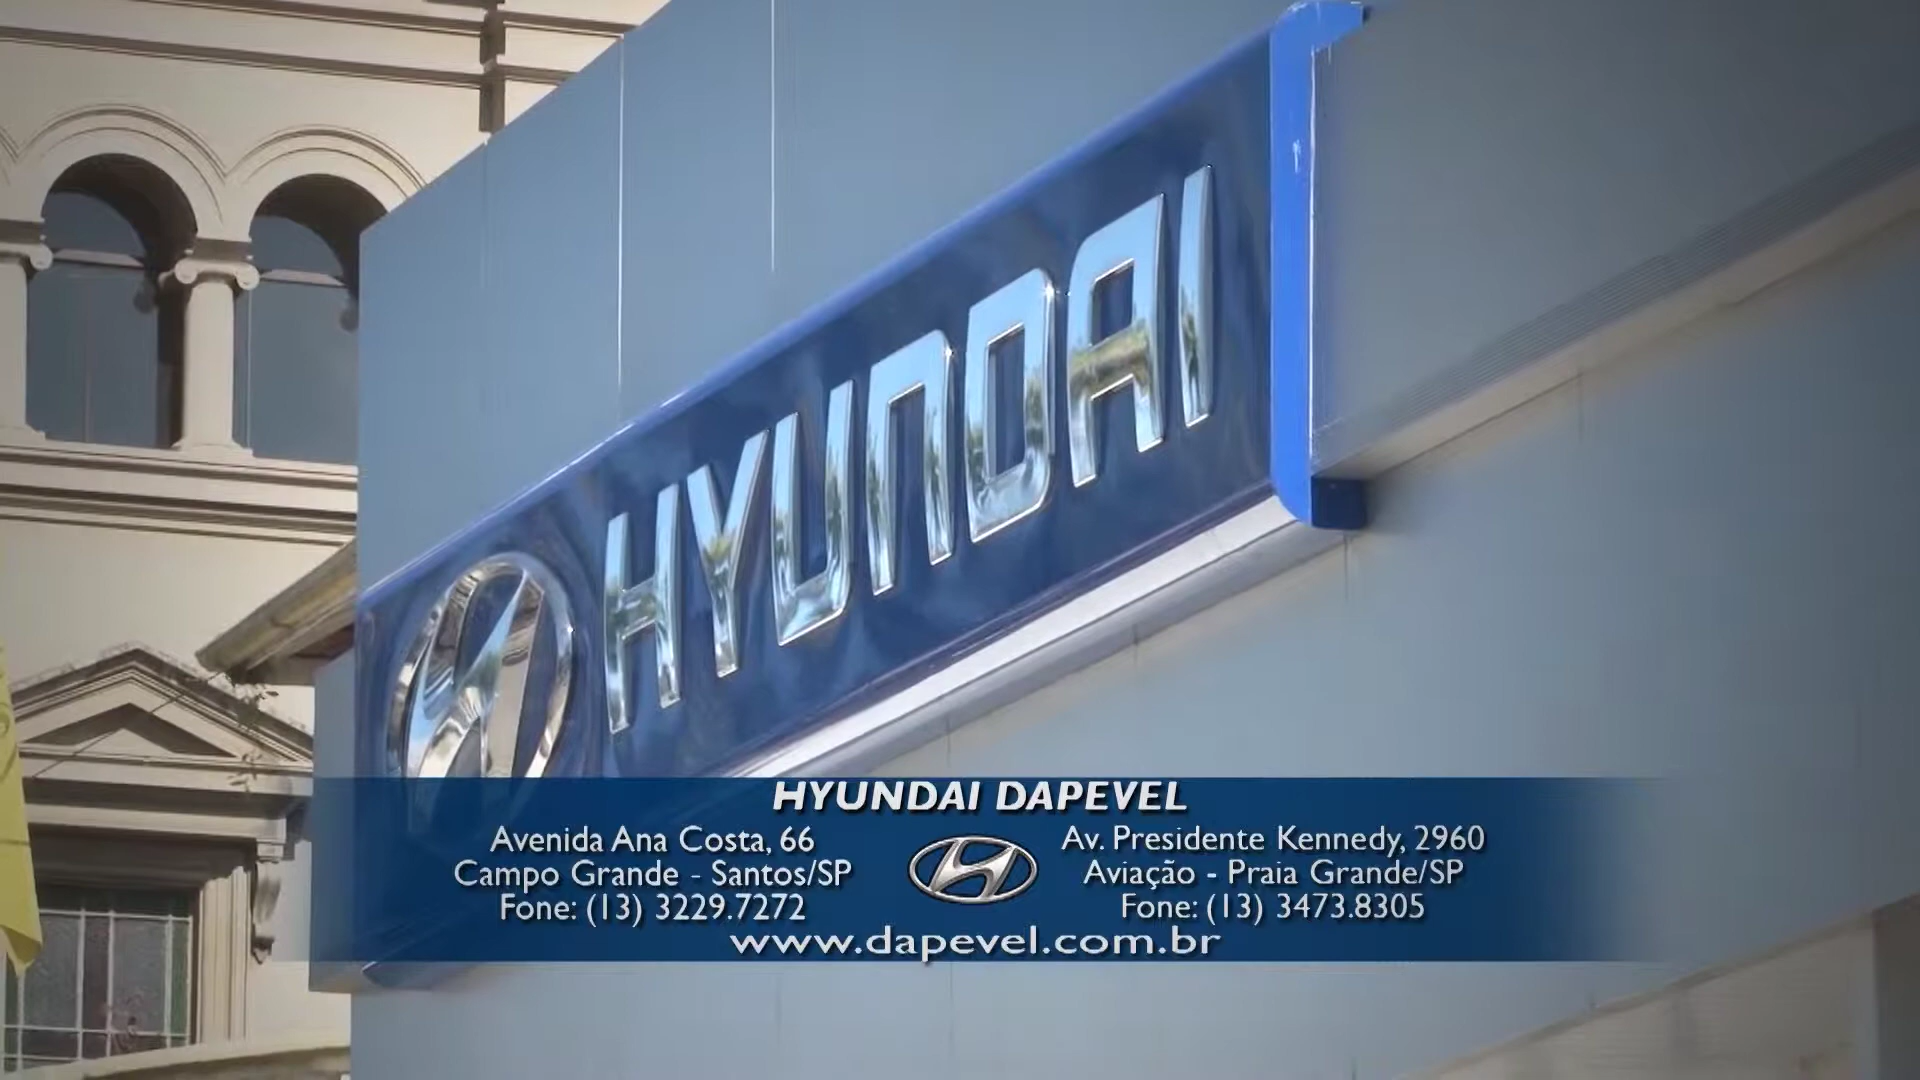 HYUNDAI
HYUNDAI DAPEVEL
Avenida Ana Costa, 66
Campo Grande - Santos/SP
Fone: (13) 3229.7272
Av. Presidente Kennedy, 2960
Aviação - Praia Grande/SP
Fone: (13) 3473.8305
www.dapevel.com.br